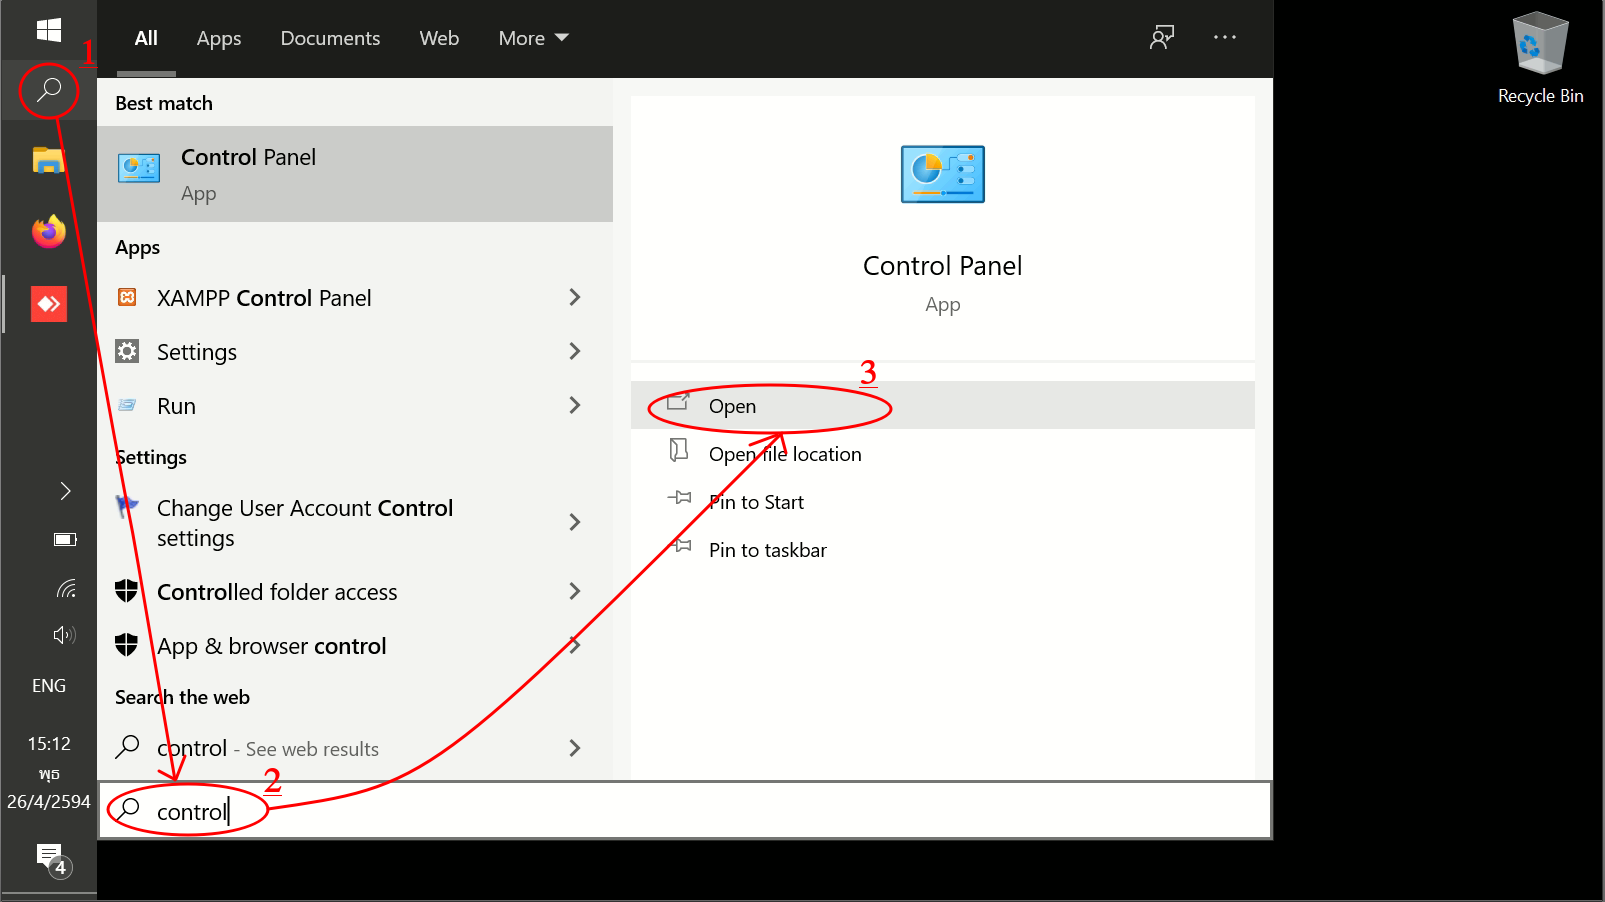 1
ENG
15:12
พุธ
26/4/2594
4
All Apps Documents Web More
Best match
Control Panel
App
Apps
XAMPP Control Panel
Settings
Run
Settings
Change User Account Control
settings
Controlled folder access
App & browser control
Search the web
control - See web results
2
control
Control Panel
App
3
Open
Open file location
Pin to Start
Pin to taskbar
Recycle Bin